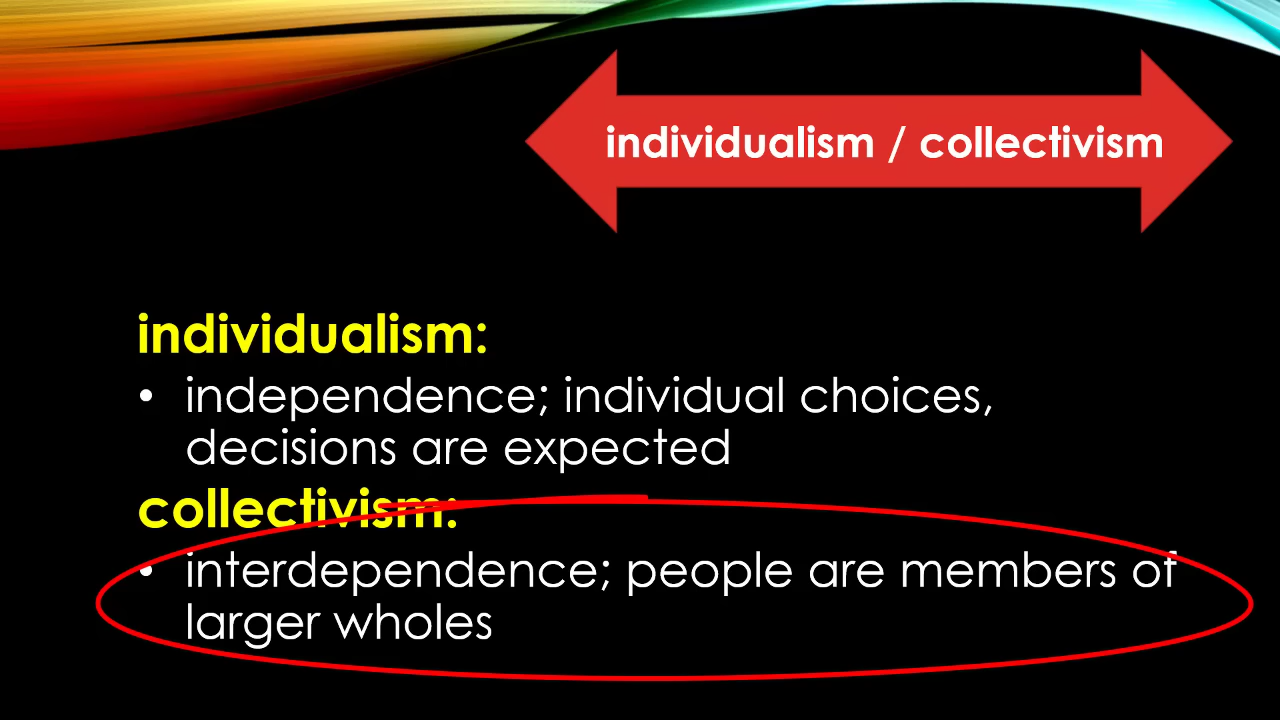 individualism / collectivism
individualism:
• independence; individual choices,
decisions are expected
collectivism:
• interdependence; people are members of
larger wholes